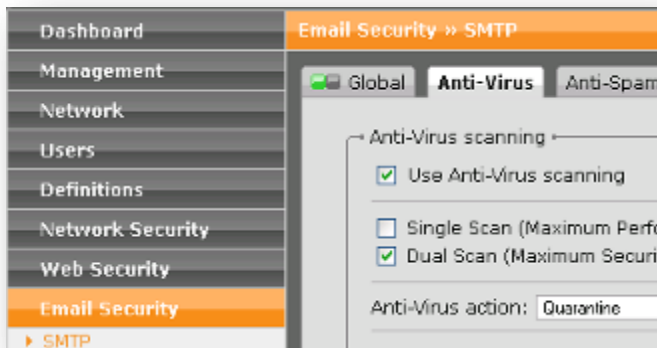 Dashboard
Management
Network
Users
Definitions
Network Security
Web Security
Email Security
SMTP
Email Security » SMTP
Global Anti-Virus Anti-Spam
Anti-Virus scanning
Use Anti-Virus scanning
Single Scan (Maximum Perfo
Dual Scan (Maximum Securi
Anti-Virus action: Quarantine